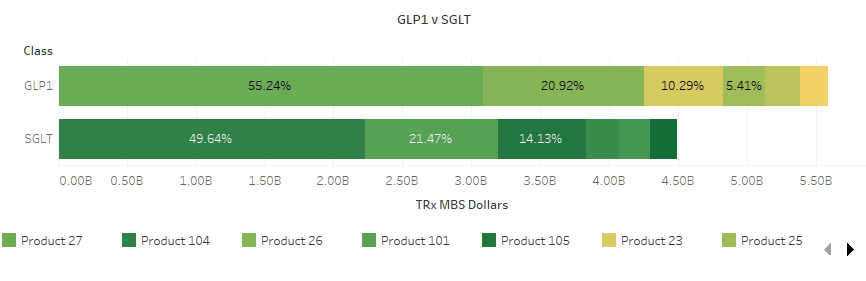 GLP1 v SGLT
Class
GLP1
55.24% 20.92% 10.29% 5.41%
SGLT
49.64% 21.47% 14.13%
0.00B 0.50B 1.00B 1.50B 2.00B 2.50B 3.00B 3.50B 4.00B 4.50B 5.00B 5.50B
TRx MBS Dollars
Product 27 Product 104 Product 26 Product 101 Product 105 Product 23 Product 25